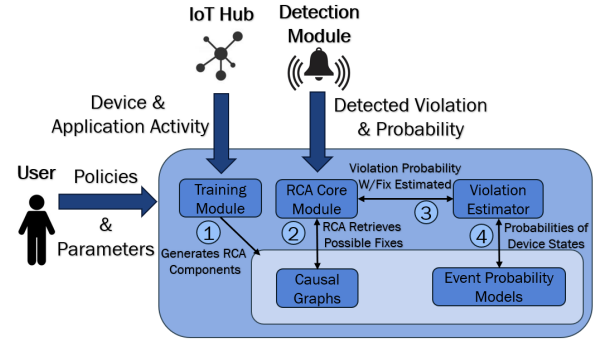 IoT Hub
Detection
Module
Device &
Application Activity
Detected Violation
& Probability
User
Policies
&
Parameters
Training
Module
RCA Core
Module
Violation Probability
W/Fix Estimated
Violation
Estimator
1
2
3
4
Generates RCA
Components
RCA Retrieves
Possible Fixes
Probabilities of
Device States
Causal
Graphs
Event Probability
Models